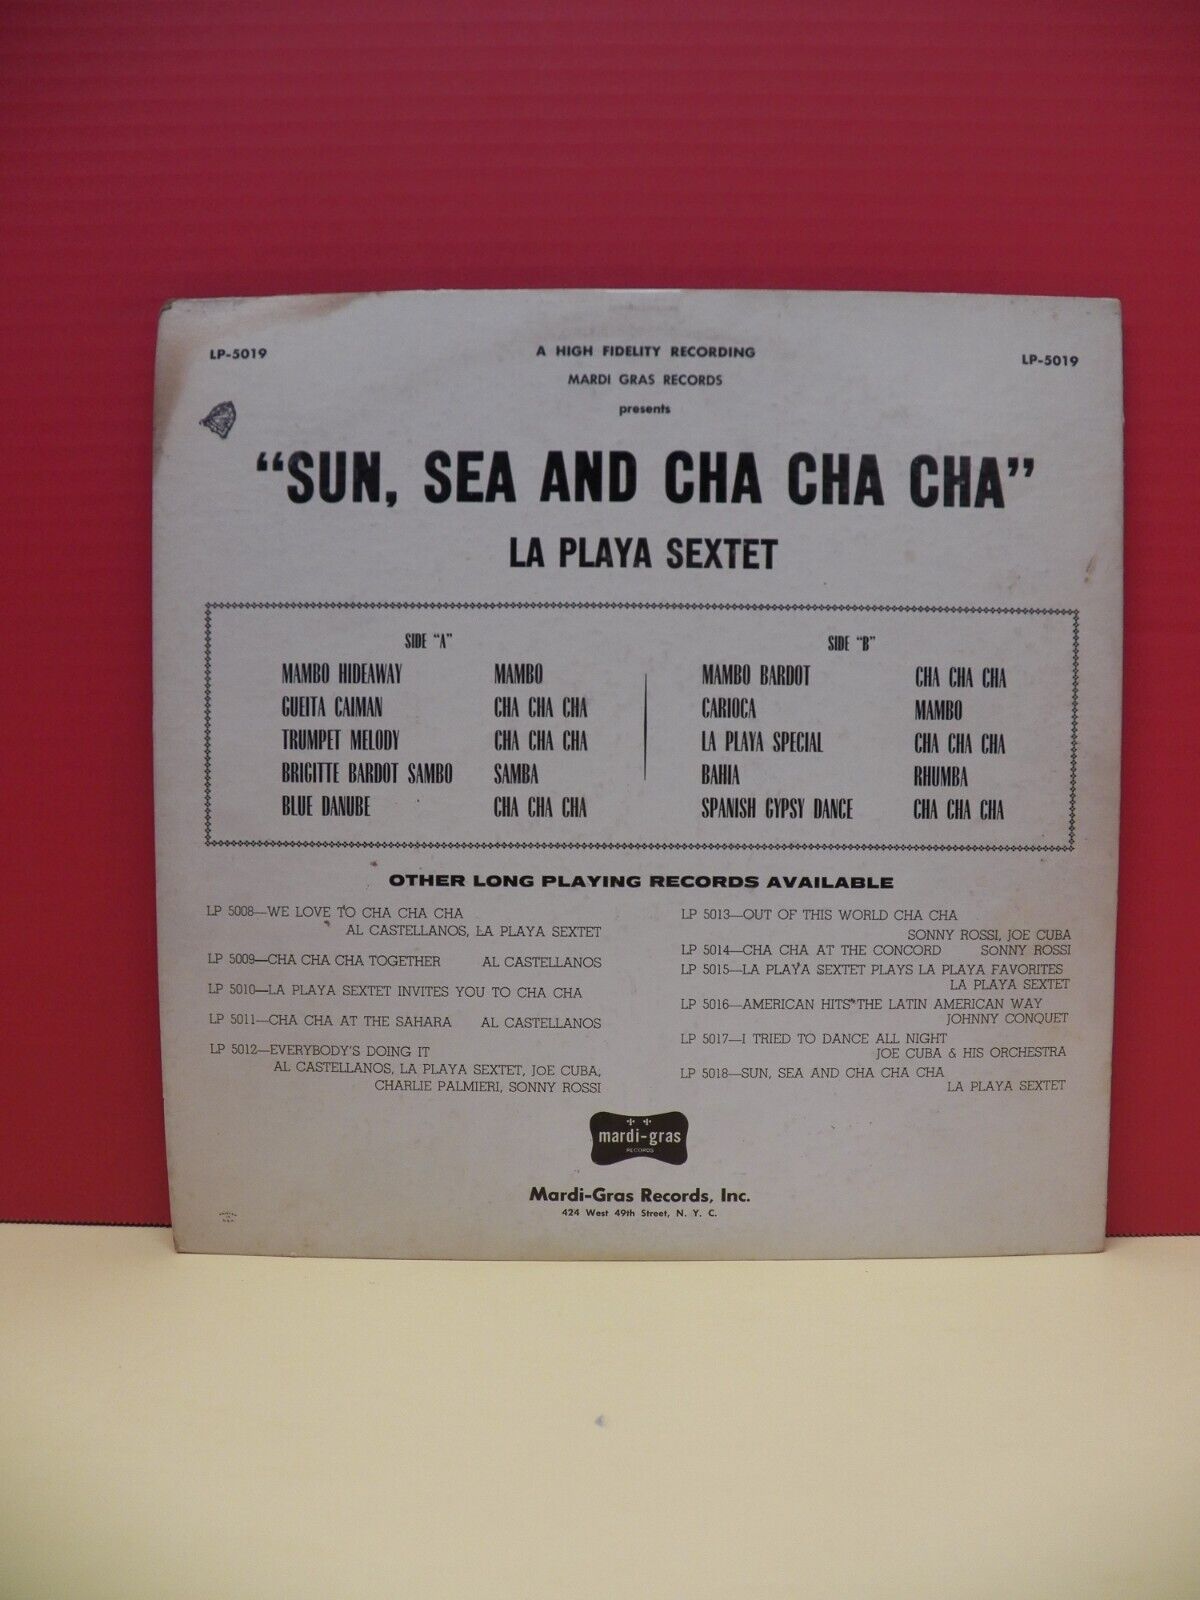 LP-5019
A HIGH FIDELITY RECORDING
LP-5019
MARDI GRAS RECORDS
presents
"SUN, SEA AND CHA CHA CHA"
LA PLAYA SEXTET
SIDE "A"
MAMBO HIDEAWAY MAMBO
GUEITA CAIMAN CHA CHA CHA
TRUMPET MELODY CHA CHA CHA
BRIGITTE BARDOT SAMBO SAMBA
BLUE DANUBE CHA CHA CHA
SIDE "B"
MAMBO BARDOT CHA CHA CHA
CARIOCA MAMBO
LA PLAYA SPECIAL CHA CHA CHA
BAHIA RHUMBA
SPANISH GYPSY DANCE CHA CHA CHA
OTHER LONG PLAYING RECORDS AVAILABLE
LP 5008—WE LOVE TO CHA CHA CHA
AL CASTELLANOS, LA PLAYA SEXTET
LP 5009—CHA CHA CHA TOGETHER AL CASTELLANOS
LP 5010—LA PLAYA SEXTET INVITES YOU TO CHA CHA
LP 5011—CHA CHA AT THE SAHARA AL CASTELLANOS
LP 5012—EVERYBODY'S DOING IT
AL CASTELLANOS, LA PLAYA SEXTET, JOE CUBA,
CHARLIE PALMIERI, SONNY ROSSI
LP 5013—OUT OF THIS WORLD CHA CHA
SONNY ROSSI, JOE CUBA
LP 5014—CHA CHA AT THE CONCORD SONNY ROSSI
LP 5015—LA PLAYA SEXTET PLAYS LA PLAYA FAVORITES
LA PLAYA SEXTET
LP 5016—AMERICAN HITS THE LATIN AMERICAN WAY
JOHNNY CONQUET
LP 5017—I TRIED TO DANCE ALL NIGHT
JOE CUBA & HIS ORCHESTRA
LP 5018—SUN, SEA AND CHA CHA CHA
LA PLAYA SEXTET
mardi-gras
RECORDS
Mardi-Gras Records, Inc.
424 West 49th Street, N. Y. C.